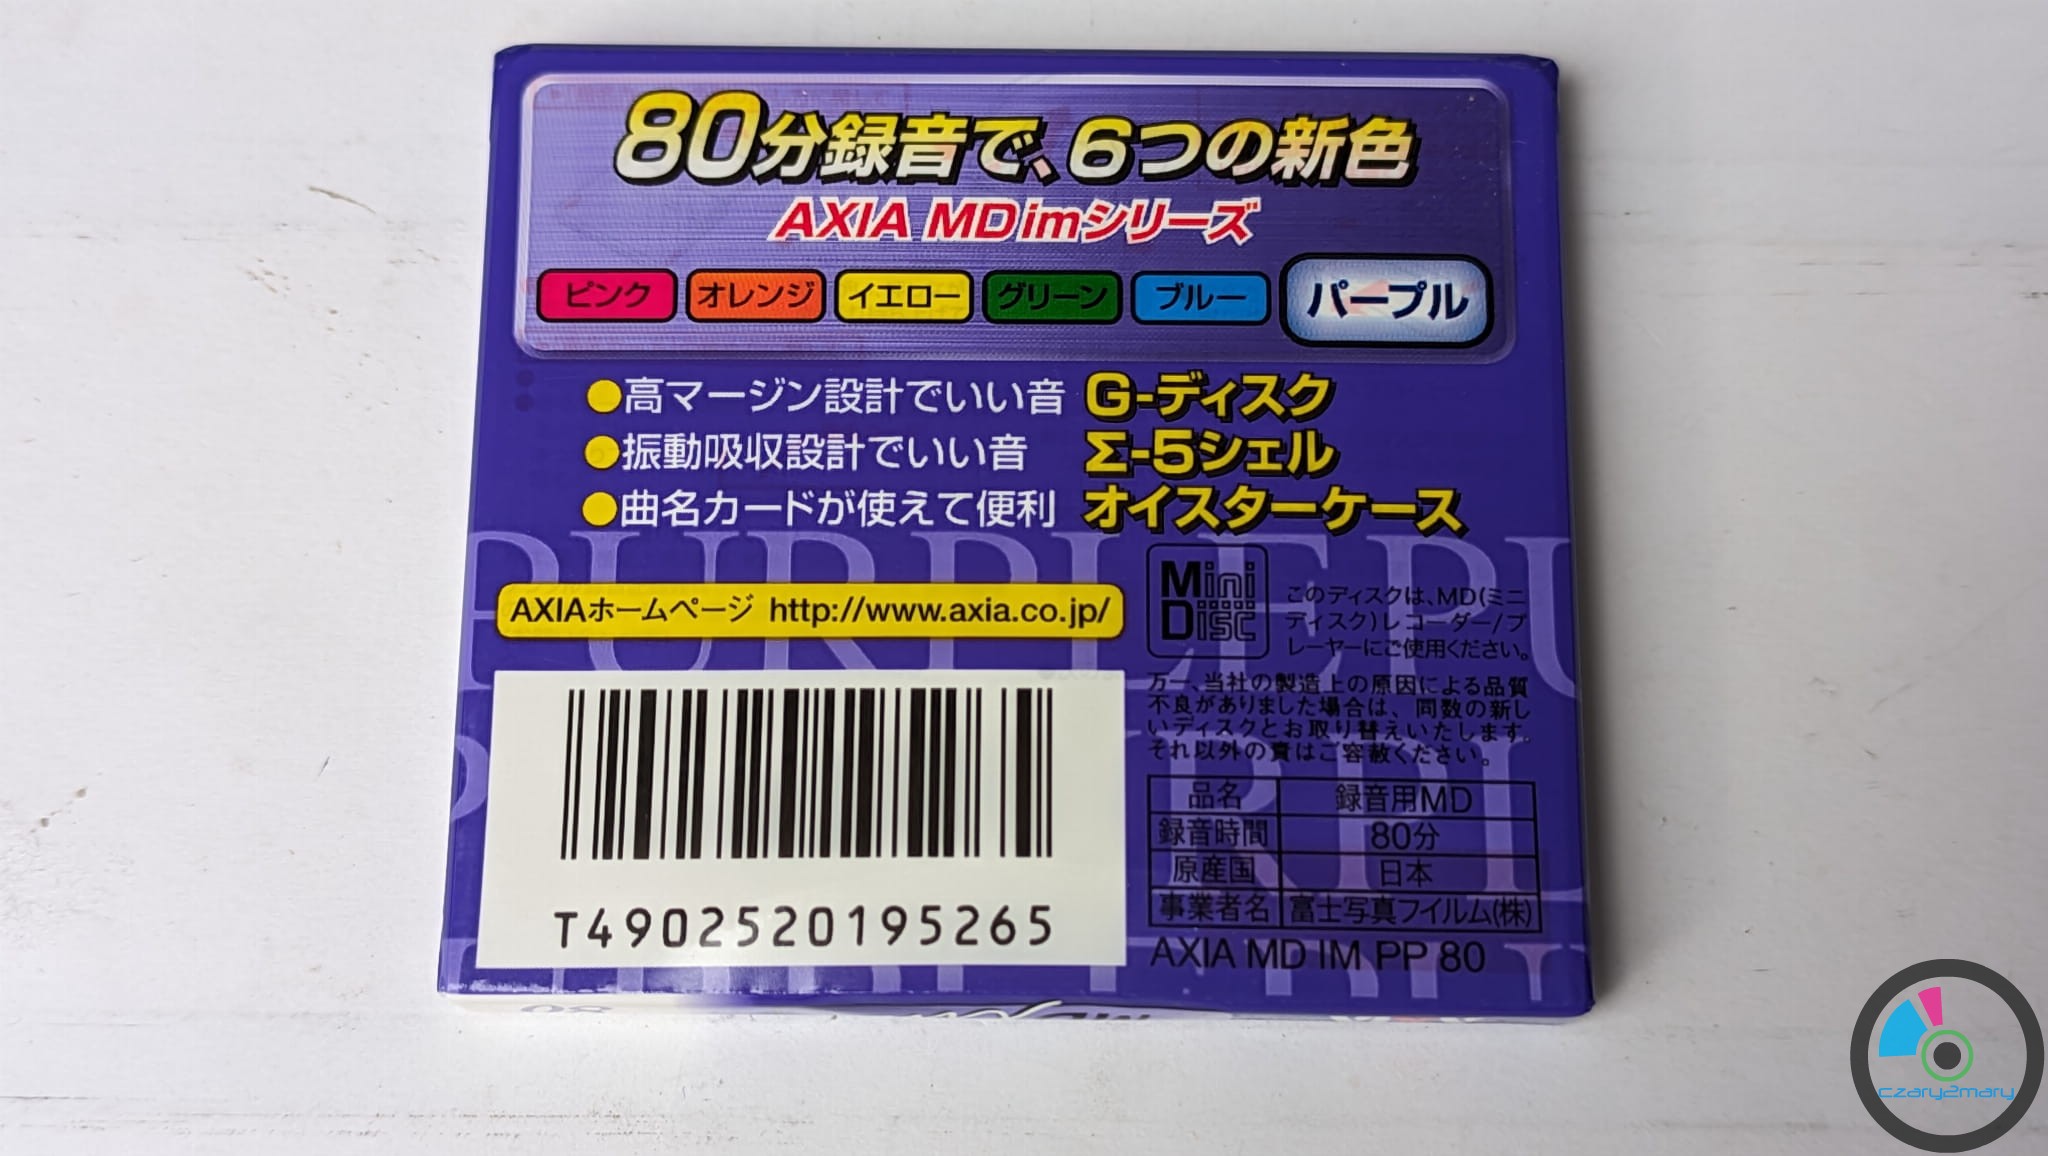 80分録音で、6つの新色
AXIA MDimシリーズ
ピンク オレンジ イエロー グリーン ブルー パープル
●高マージン設計でいい音 G-ディスク
●振動吸収設計でいい音 Σ-5シェル
●曲名カードが使えて便利 オイスターケース
PURPLEPU
AXIAホームページ http://www.axia.co.jp/
Mini
Disc
このディスクは、MD(ミニ
ディスク)レコーダー/プ
レーヤーにご使用ください。
万一、当社の製造上の原因による品質
不良がありました場合は、同数の新し
いディスクとお取り替えいたします。
それ以外の責はご容赦ください。
品名 録音用MD
録音時間 80分
原産国 日本
事業者名 富士写真フイルム(株)
AXIA MD IM PP 80
T4902520195265
80
czary2mary